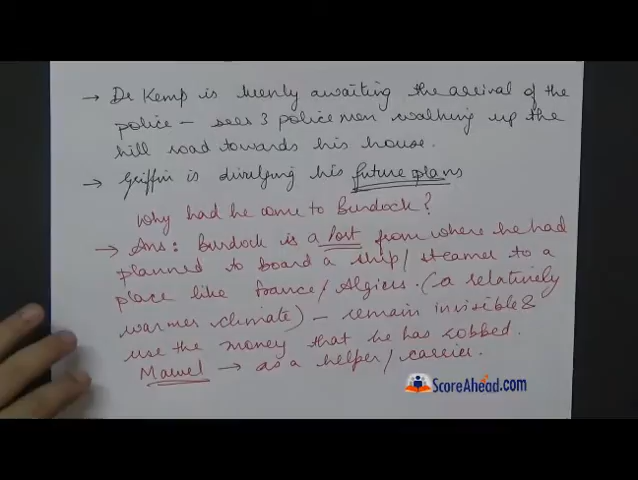 → Dr Kemp is keenly awaiting the arrival of the
police – sees 3 police men walking up the
hill road towards his house.
→ Griffin is divulging his future plans
Why had he come to Burdock?
→ Ans: Burdock is a Port from where he had
planned to board a ship/steamer to a
place like France/Algiers. (a relatively
warmer climate) – remain invisible &
use the money that he has robbed.
Marvel → as a helper/carrier.
ScoreAhead.com